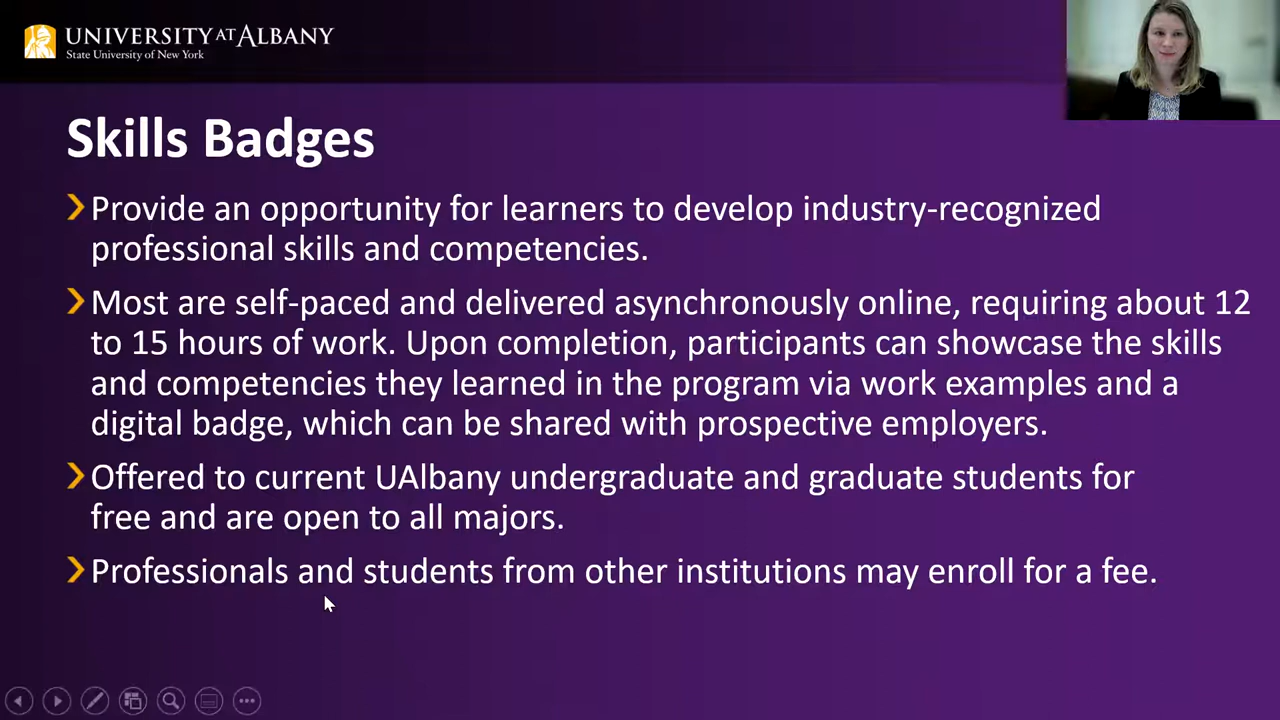 UNIVERSITY AT ALBANY
State University of New York
Skills Badges
Provide an opportunity for learners to develop industry-recognized
professional skills and competencies.
Most are self-paced and delivered asynchronously online, requiring about 12
to 15 hours of work. Upon completion, participants can showcase the skills
and competencies they learned in the program via work examples and a
digital badge, which can be shared with prospective employers.
Offered to current UAlbany undergraduate and graduate students for
free and are open to all majors.
Professionals and students from other institutions may enroll for a fee.